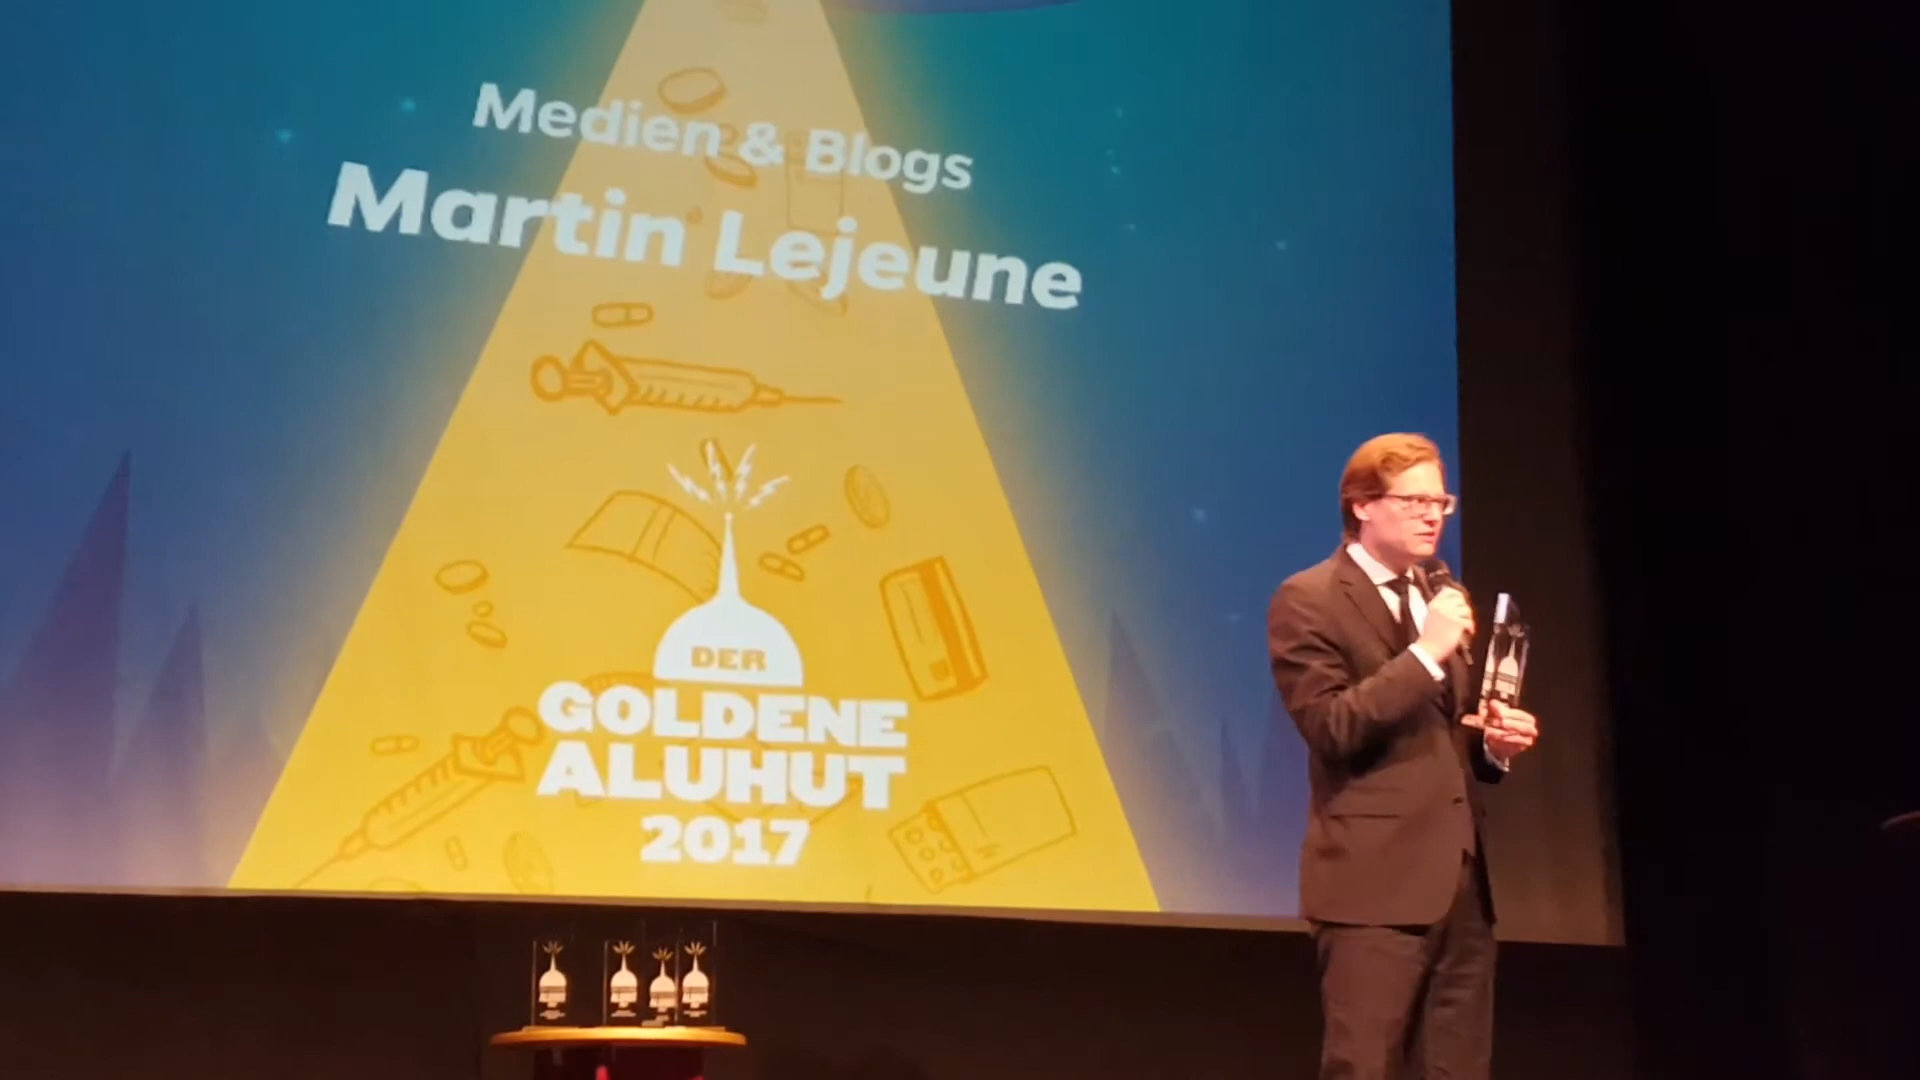 Medien & Blogs
Martin Lejeune
DER
GOLDENE
ALUHUT
2017